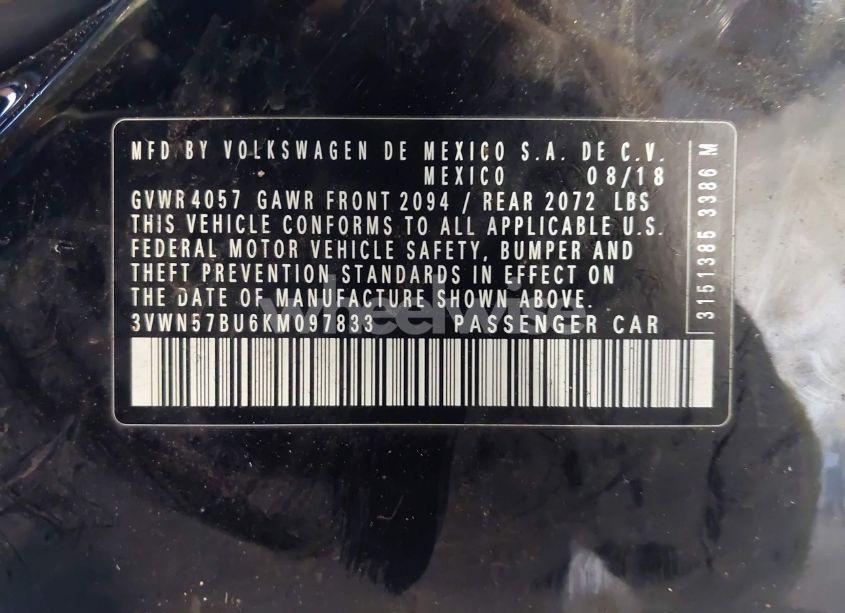 MFD BY VOLKSWAGEN DE MEXICO S.A. DE C.V.
MEXICO 08/18
GVWR 4057 GAWR FRONT 2094 / REAR 2072 LBS
THIS VEHICLE CONFORMS TO ALL APPLICABLE U.S.
FEDERAL MOTOR VEHICLE SAFETY, BUMPER AND
THEFT PREVENTION STANDARDS IN EFFECT ON
THE DATE OF MANUFACTURE SHOWN ABOVE.
3VWN57BU6KM097833 PASSENGER CAR
3151385 3386 M
wheelwise